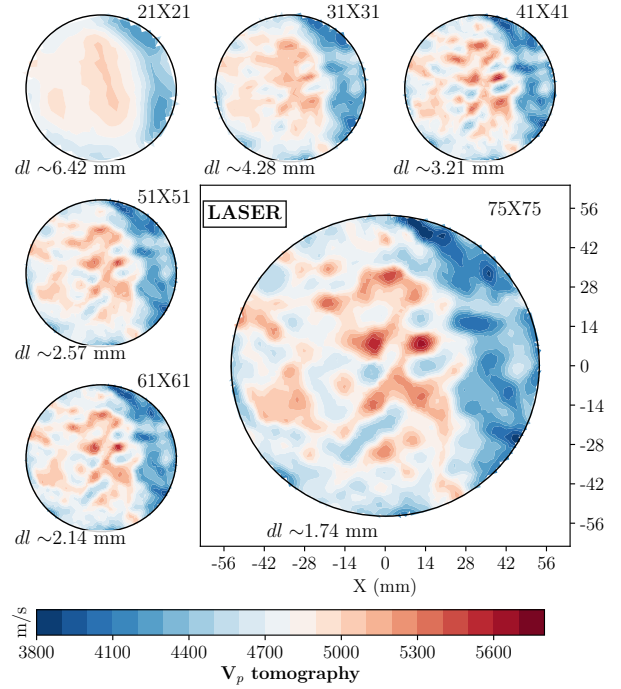 21X21
31X31
41X41
dl ~6.42 mm
dl ~4.28 mm
dl ~3.21 mm
51X51
LASER
75X75
56
42
28
14
0
-14
-28
-42
-56
dl ~2.57 mm
61X61
dl ~2.14 mm
dl ~1.74 mm
-56 -42 -28 -14 0 14 28 42 56
X (mm)
m/s
3800 4100 4400 4700 5000 5300 5600
Vₚ tomography